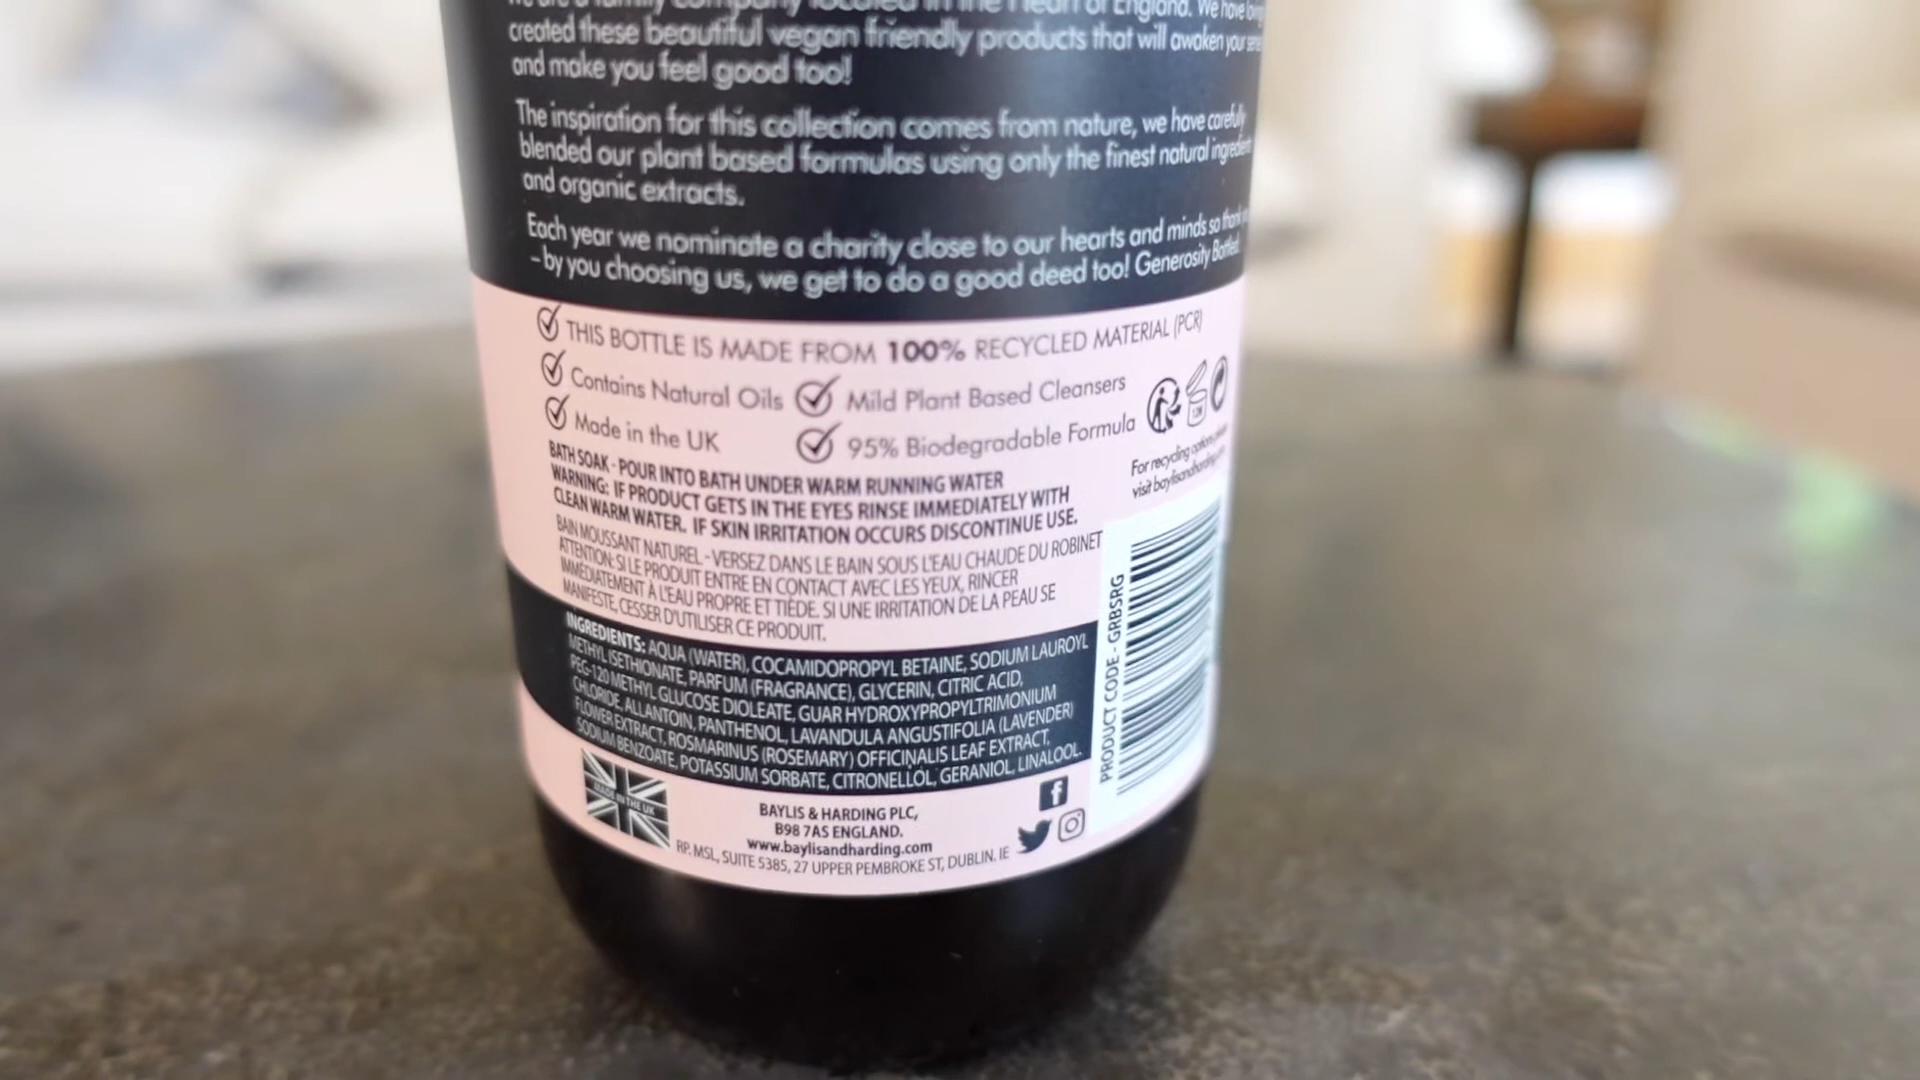 We are a family company located in the Heart of England. We have
created these beautiful vegan friendly products that will awaken your
and make you feel good too!
The inspiration for this collection comes from nature, we have carefully
blended our plant based formulas using only the finest natural
and organic extracts.
Each year we nominate a charity close to our hearts and minds so
– by you choosing us, we get to do a good deed too! Generosity Bottled!
THIS BOTTLE IS MADE FROM 100% RECYCLED MATERIAL (PCR)
Contains Natural Oils Mild Plant Based Cleansers
Made in the UK 95% Biodegradable Formula
12M
For recycling options
visit
BATH SOAK - POUR INTO BATH UNDER WARM RUNNING WATER
WARNING: IF PRODUCT GETS IN THE EYES RINSE IMMEDIATELY WITH
CLEAN WARM WATER. IF SKIN IRRITATION OCCURS DISCONTINUE USE.
BAIN MOUSSANT NATUREL - VERSEZ DANS LE BAIN SOUS L'EAU CHAUDE DU ROBINET
ATTENTION: SI LE PRODUIT ENTRE EN CONTACT AVEC LES YEUX, RINCER
IMMÉDIATEMENT À L'EAU PROPRE ET TIÈDE. SI UNE IRRITATION DE LA PEAU SE
MANIFESTE, CESSER D'UTILISER CE PRODUIT.
INGREDIENTS: AQUA (WATER), COCAMIDOPROPYL BETAINE, SODIUM LAUROYL
METHYL ISETHIONATE, PARFUM (FRAGRANCE), GLYCERIN, CITRIC ACID,
PEG-120 METHYL GLUCOSE DIOLEATE, GUAR HYDROXYPROPYLTRIMONIUM
CHLORIDE, ALLANTOIN, PANTHENOL, LAVANDULA ANGUSTIFOLIA (LAVENDER)
FLOWER EXTRACT, ROSMARINUS (ROSEMARY) OFFICINALIS LEAF EXTRACT,
SODIUM BENZOATE, POTASSIUM SORBATE, CITRONELLOL, GERANIOL, LINALOOL.
PRODUCT CODE - GRBSRG
MADE IN THE UK
BAYLIS & HARDING PLC,
B98 7AS ENGLAND.
www.baylisandharding.com
RP. MSL, SUITE 5385, 27 UPPER PEMBROKE ST, DUBLIN. IE